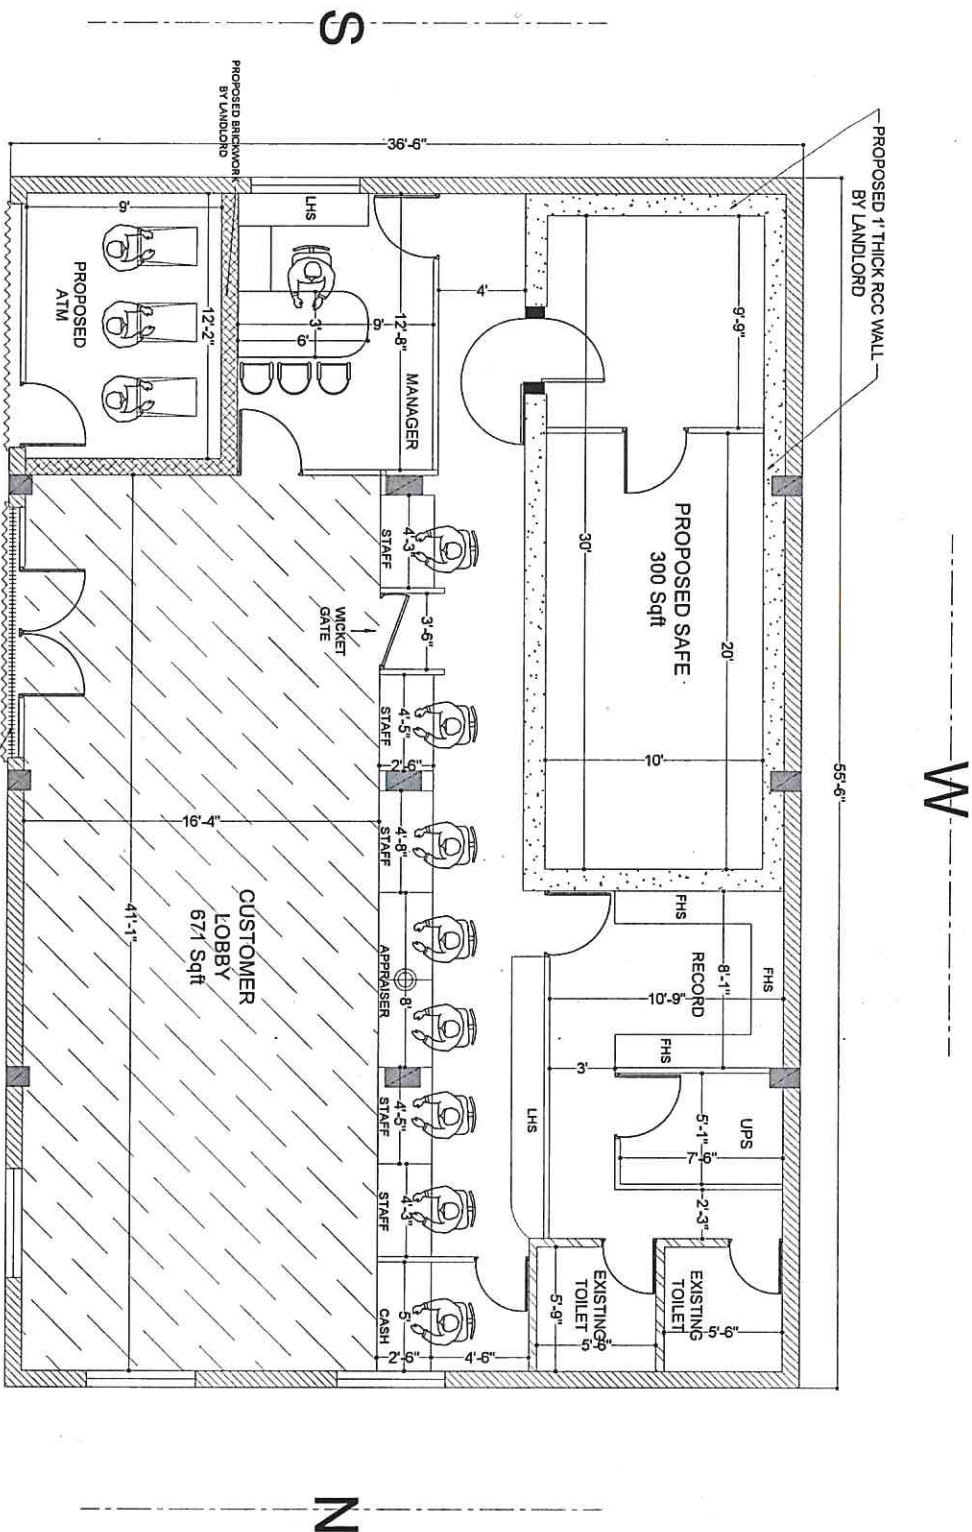 S
W
N
PROPOSED 1' THICK RCC WALL
BY LANDLORD
55'-6"
36'-6"
PROPOSED BRICKWORK
BY LANDLORD
9'-9"
20'
PROPOSED SAFE
300 Sqft
30'
10'
4'
FHS
FHS
FHS
8'-1"
RECORD
10'-9"
3'
UPS
5'-1"
7'-6"
2'-3"
EXISTING
TOILET
5'-6"
EXISTING
TOILET
5'-6"
5'-9"
LHS
LHS
MANAGER
12'-8"
9'
3'
6'
STAFF
4'-3"
3'-6"
WICKET
GATE
STAFF
4'-5"
2'-6"
STAFF
4'-8"
APPRAISER
8'
STAFF
4'-5"
STAFF
4'-3"
CASH
5'
2'-6"
4'-6"
PROPOSED
ATM
9'
12'-2"
16'-4"
41'-1"
CUSTOMER
LOBBY
671 Sqft